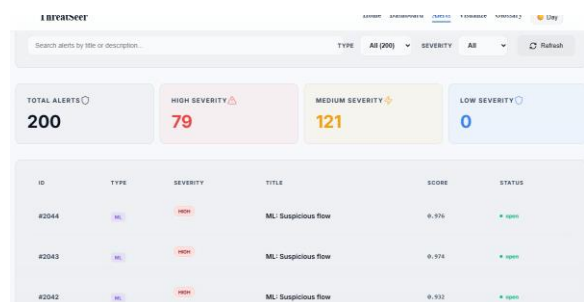 ThreatSeer Home Dashboard Alerts Visualize Glossary Day
Search alerts by title or description... TYPE All (200) SEVERITY All Refresh
TOTAL ALERTS HIGH SEVERITY MEDIUM SEVERITY LOW SEVERITY
200 79 121 0
ID TYPE SEVERITY TITLE SCORE STATUS
#2044 ML HIGH ML: Suspicious flow 0.976 open
#2043 ML HIGH ML: Suspicious flow 0.974 open
#2042 ML HIGH ML: Suspicious flow 0.932 open